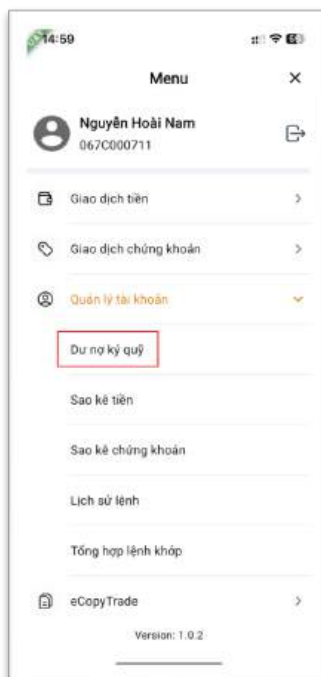 14:59
Menu
Nguyễn Hoài Nam
067C000711
Giao dịch tiền
Giao dịch chứng khoán
Quản lý tài khoản
Dư nợ ký quỹ
Sao kê tiền
Sao kê chứng khoán
Lịch sử lệnh
Tổng hợp lệnh khớp
eCopyTrade
Version: 1.0.2